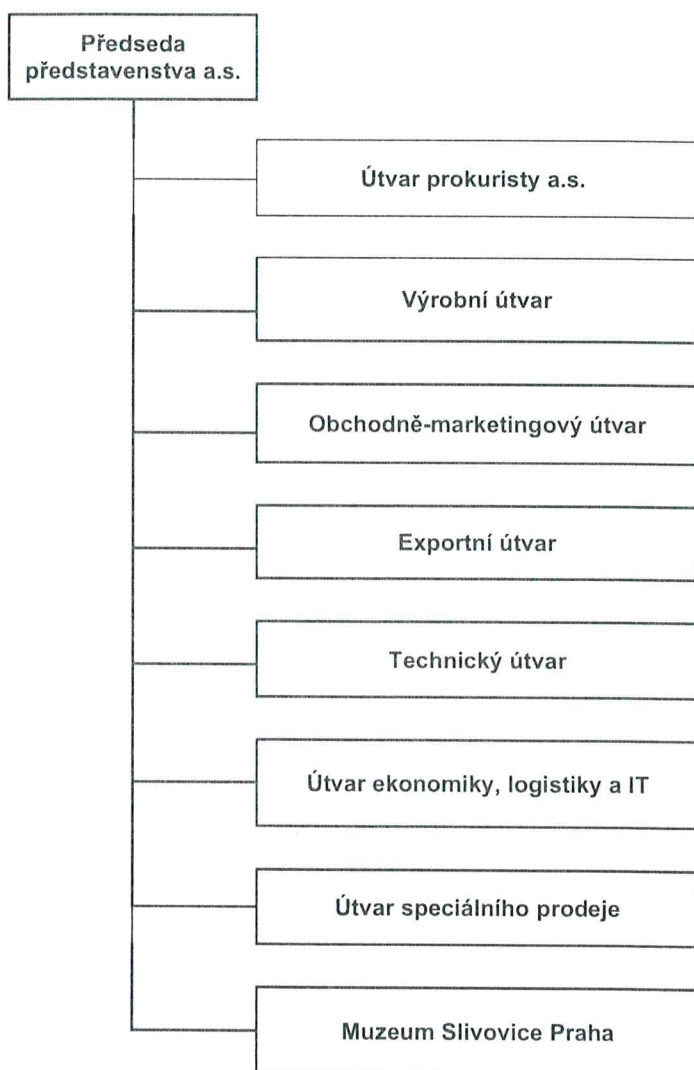 Předseda
představenstva a.s.
Útvar prokuristy a.s.
Výrobní útvar
Obchodně-marketingový útvar
Exportní útvar
Technický útvar
Útvar ekonomiky, logistiky a IT
Útvar speciálního prodeje
Muzeum Slivovice Praha